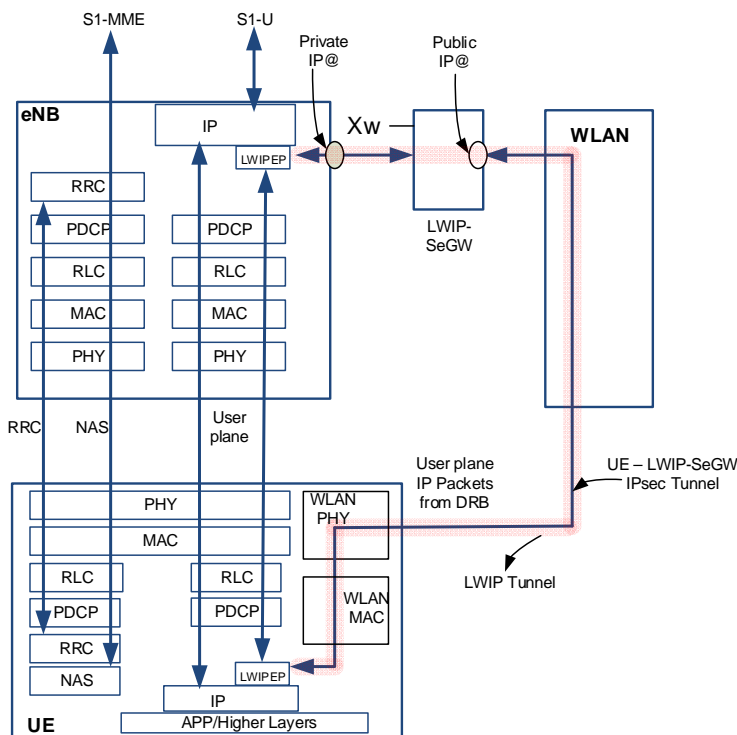 S1-MME
S1-U
Private
IP@
Public
IP@
eNB
IP
Xw
WLAN
LWIPEP
RRC
LWIP-
SeGW
PDCP
PDCP
RLC
RLC
MAC
MAC
PHY
PHY
RRC
NAS
User
plane
User plane
IP Packets
from DRB
UE – LWIP-SeGW
IPsec Tunnel
PHY
WLAN
PHY
MAC
LWIP Tunnel
RLC
RLC
WLAN
MAC
PDCP
PDCP
RRC
NAS
LWIPEP
IP
APP/Higher Layers
UE